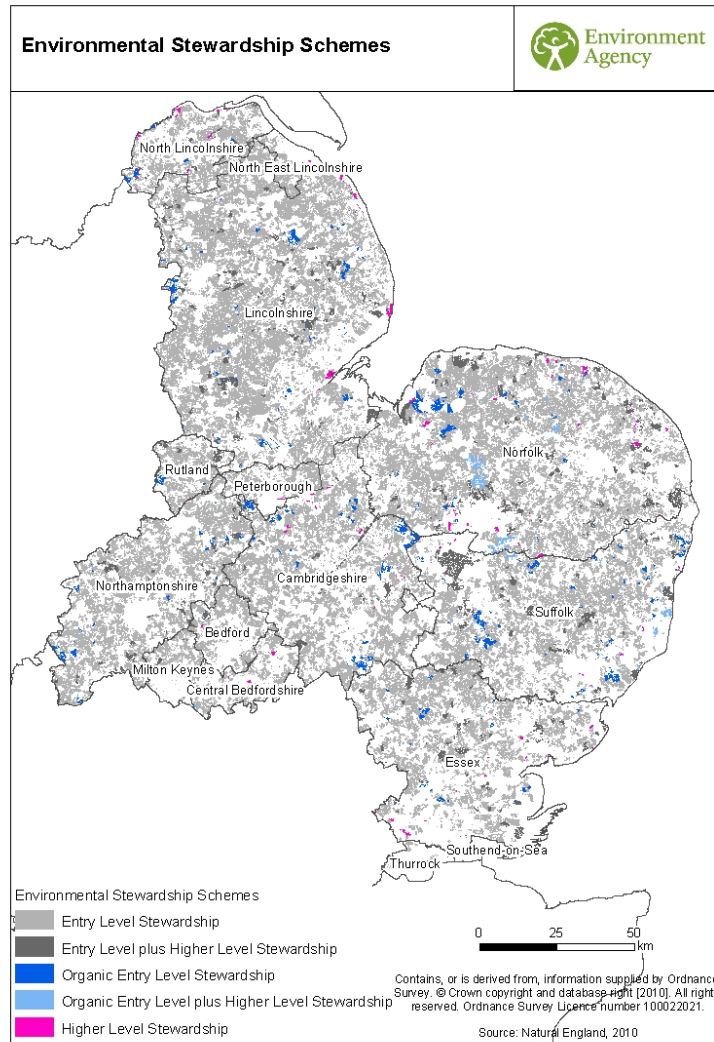 Environmental Stewardship Schemes
Environment
Agency
North Lincolnshire
North East Lincolnshire
Lincolnshire
Norfolk
Rutland
Peterborough
Cambridgeshire
Northamptonshire
Suffolk
Bedford
Milton Keynes
Central Bedfordshire
Essex
Southend-on-Sea
Thurrock
Environmental Stewardship Schemes
Entry Level Stewardship
Entry Level plus Higher Level Stewardship
Organic Entry Level Stewardship
Organic Entry Level plus Higher Level Stewardship
Higher Level Stewardship
0 25 50
km
Contains, or is derived from, information supplied by Ordnance
Survey. © Crown copyright and database right [2010]. All right
reserved. Ordnance Survey Licence number 100022021.
Source: Natural England, 2010